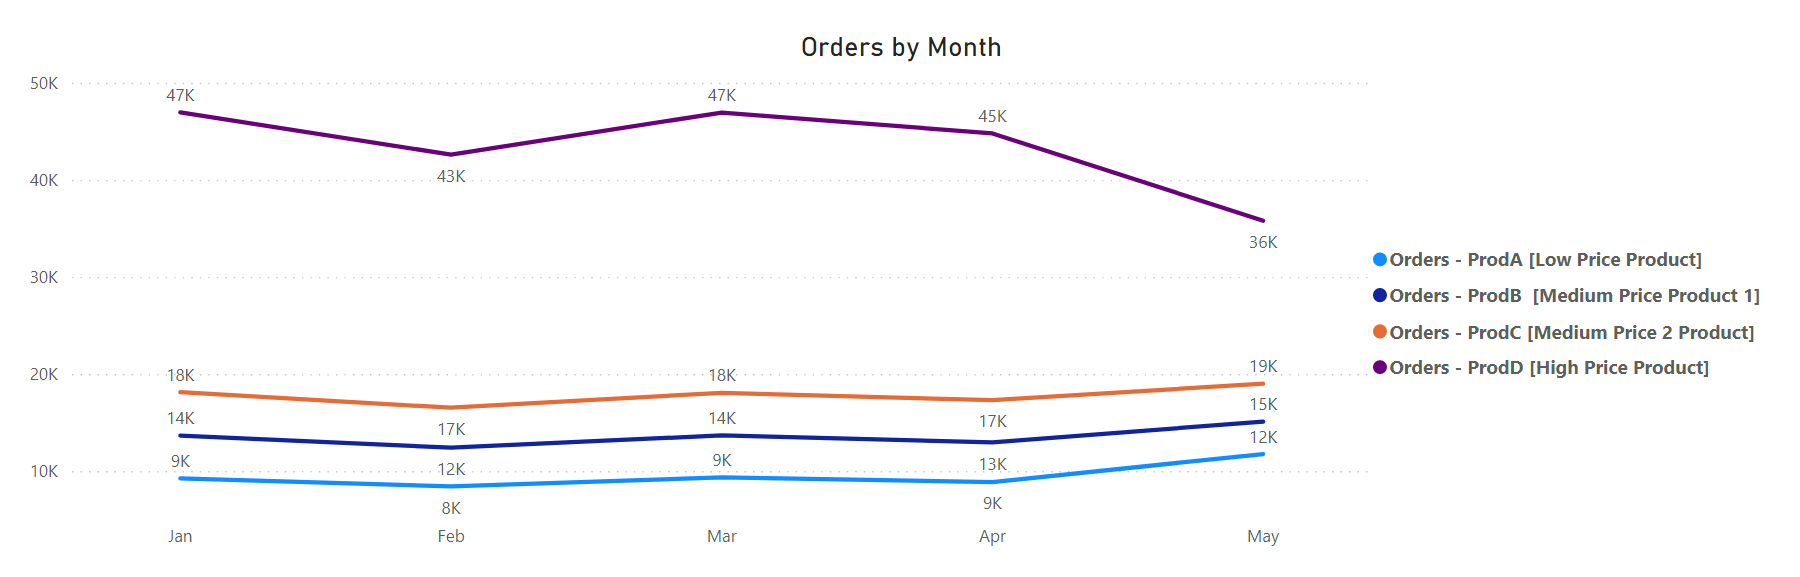 Orders by Month
50K
40K
30K
20K
10K
47K
43K
47K
45K
36K
18K
17K
18K
17K
19K
14K
12K
14K
13K
15K
9K
8K
9K
9K
12K
Jan
Feb
Mar
Apr
May
Orders - ProdA [Low Price Product]
Orders - ProdB  [Medium Price Product 1]
Orders - ProdC [Medium Price 2 Product]
Orders - ProdD [High Price Product]